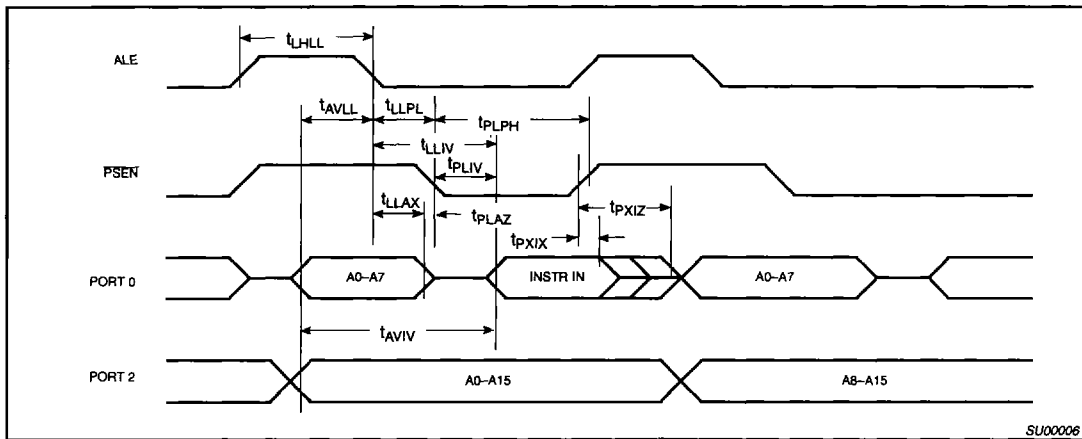 ALE
tLHLL
tAVLL
tLLPL
tPLPH
tLLIV
PSEN
tPLIV
tLLAX
tPLAZ
tPXIZ
tPXIX
PORT 0
A0–A7
INSTR IN
A0–A7
tAVIV
PORT 2
A0–A15
A8–A15
SU00006